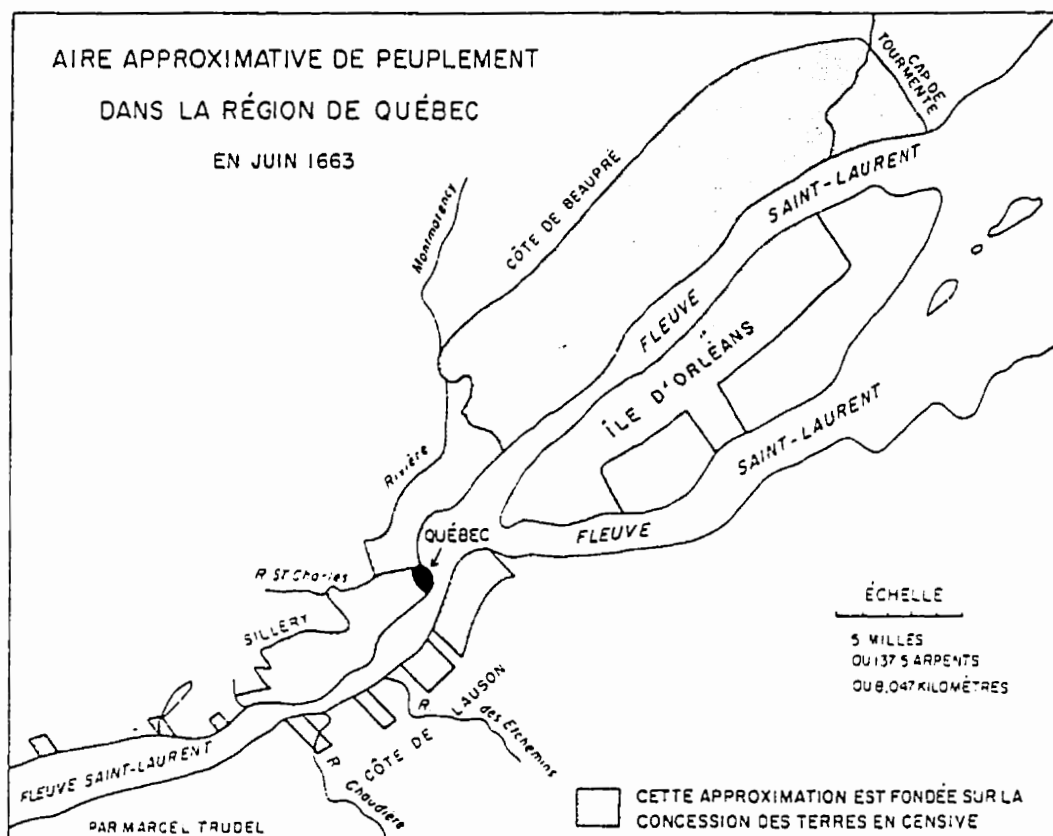 AIRE APPROXIMATIVE DE PEUPLEMENT
DANS LA RÉGION DE QUÉBEC
EN JUIN 1663
CAP DE
TOURMENTE
Montmorency
CÔTE DE BEAUPRÉ
FLEUVE SAINT-LAURENT
ÎLE D'ORLÉANS
FLEUVE SAINT-LAURENT
Rivière
QUÉBEC
R St Charles
SILLERY
ÉCHELLE
5 MILLES
OU 137.5 ARPENTS
OU 8,047 KILOMÈTRES
CÔTE DE LAUSON
R des Etchemins
R Chaudière
FLEUVE SAINT-LAURENT
PAR MARCEL TRUDEL
CETTE APPROXIMATION EST FONDÉE SUR LA
CONCESSION DES TERRES EN CENSIVE